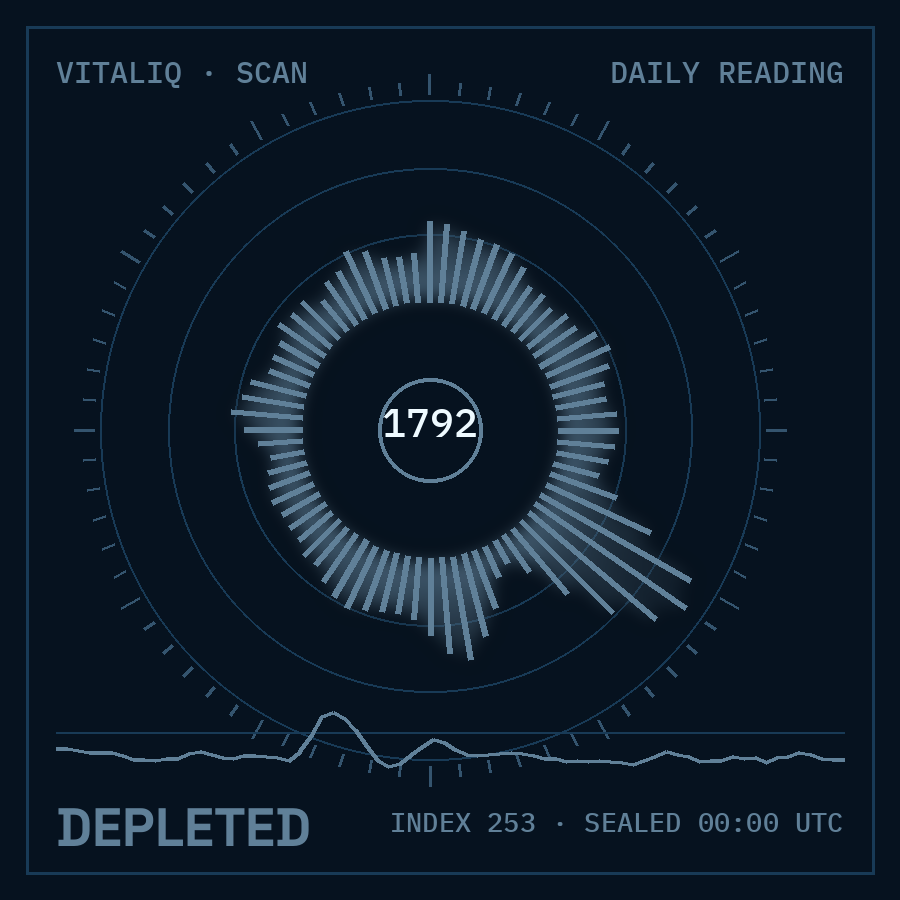 VITALIQ · SCAN
DAILY READING
1792
DEPLETED
INDEX 253 · SEALED 00:00 UTC